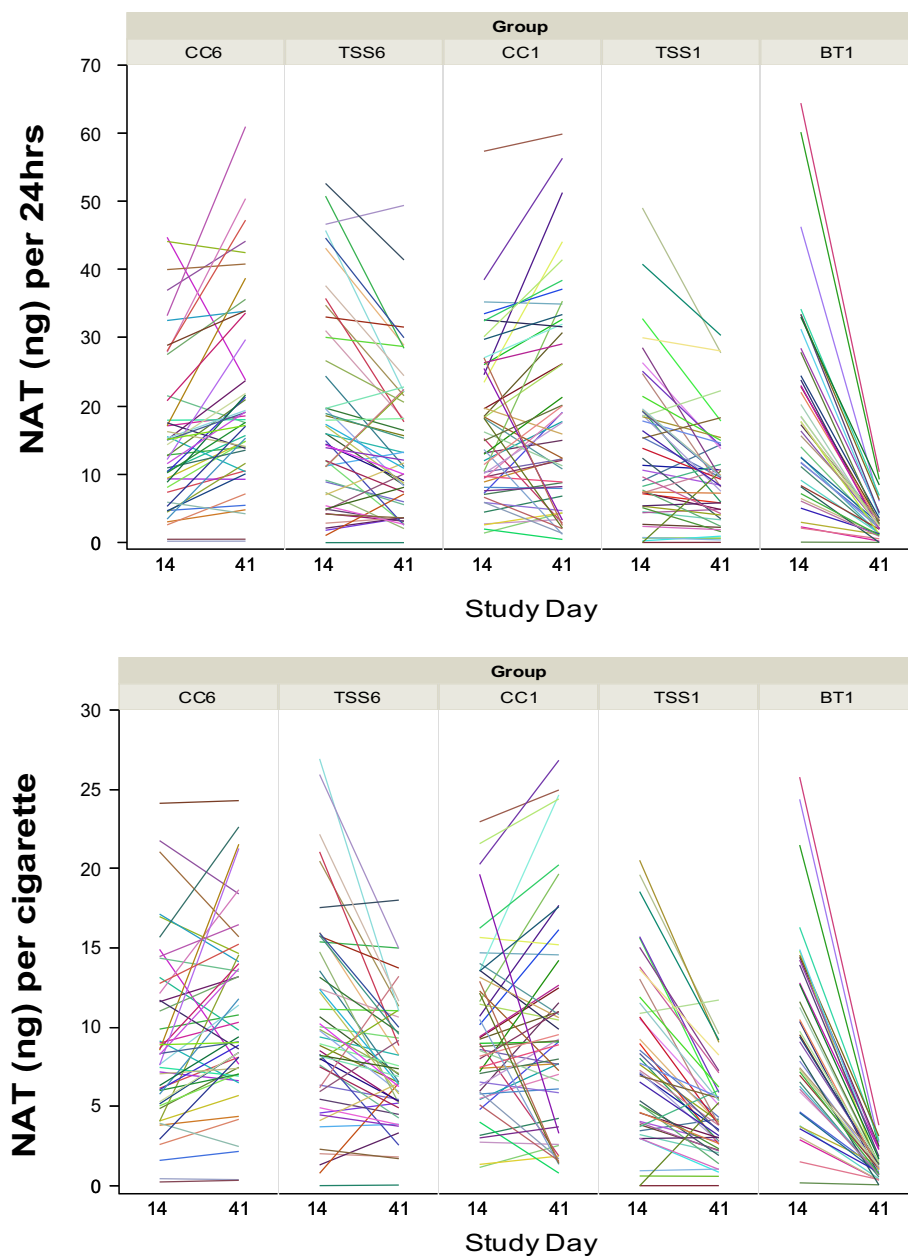 Group
CC6 TSS6 CC1 TSS1 BT1
70
60
50
40
30
20
10
0
NAT (ng) per 24hrs
14 41 14 41 14 41 14 41 14 41
Study Day
Group
CC6 TSS6 CC1 TSS1 BT1
30
25
20
15
10
5
0
NAT (ng) per cigarette
14 41 14 41 14 41 14 41 14 41
Study Day